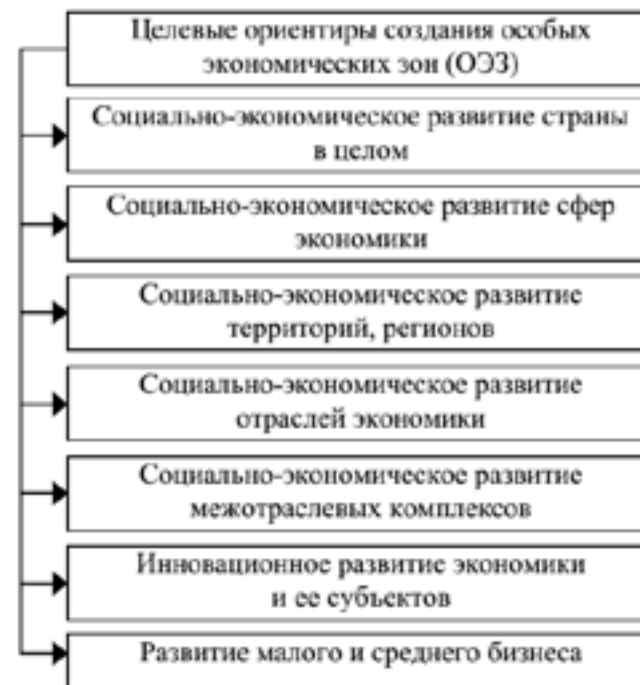 Целевые ориентиры создания особых
экономических зон (ОЭЗ)
Социально-экономическое развитие страны
в целом
Социально-экономическое развитие сфер
экономики
Социально-экономическое развитие
территорий, регионов
Социально-экономическое развитие
отраслей экономики
Социально-экономическое развитие
межотраслевых комплексов
Инновационное развитие экономики
и ее субъектов
Развитие малого и среднего бизнеса